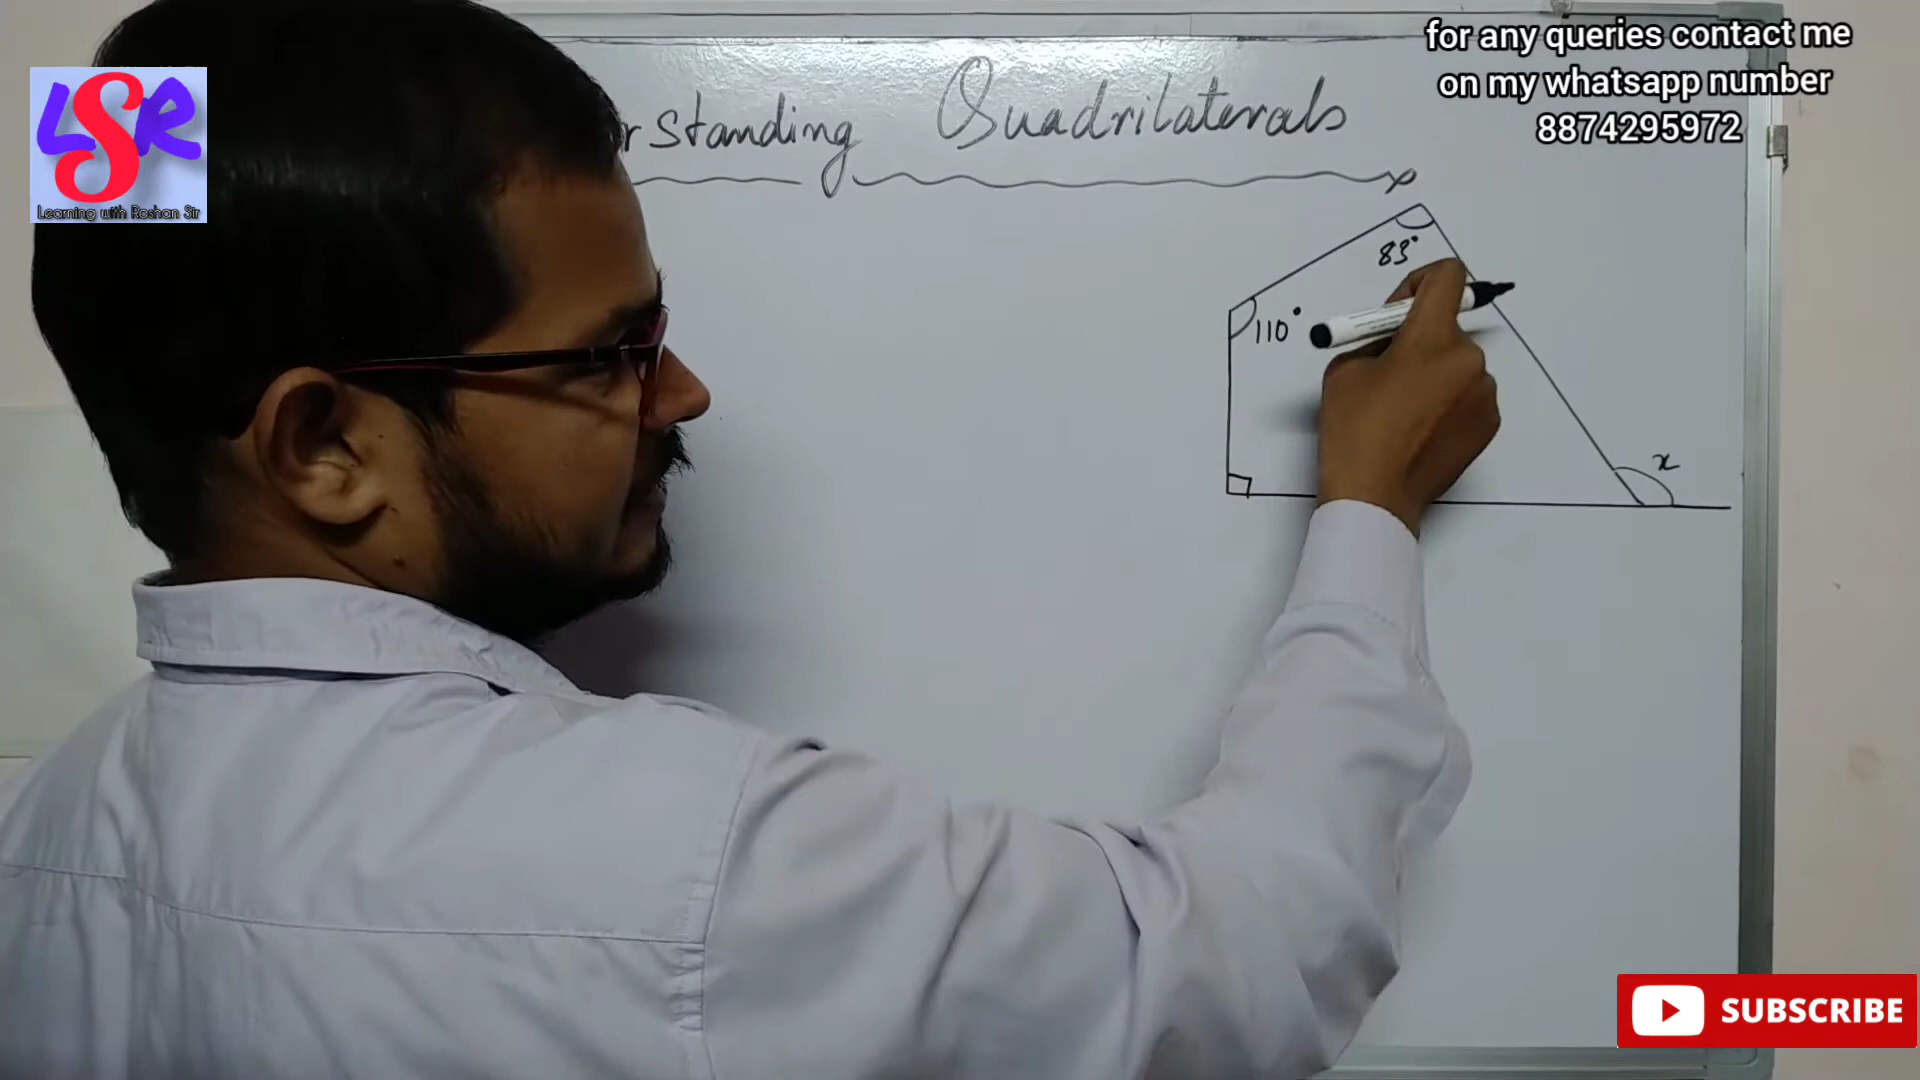 for any queries contact me
on my whatsapp number
8874295972
LSR
Learning with Roshan Sir
rstanding Quadrilaterals
83°
110°
x
SUBSCRIBE